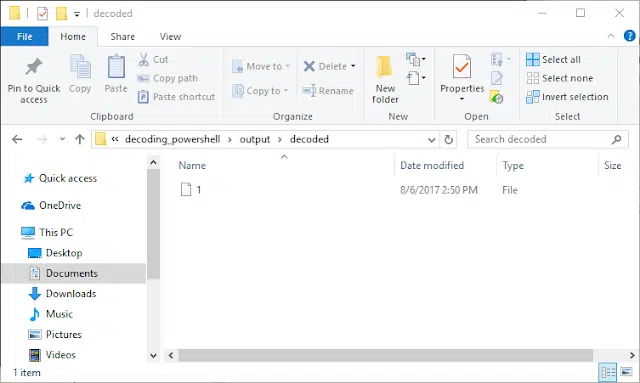 decoded
File Home Share View
Pin to Quick access
Copy
Paste
Cut
Copy path
Paste shortcut
Clipboard
Move to
Copy to
Delete
Rename
Organize
New folder
New
Properties
Open
Select all
Select none
Invert selection
Select
« decoding_powershell > output > decoded
Search decoded
Name Date modified Type Size
1 8/6/2017 2:50 PM File
Quick access
OneDrive
This PC
Desktop
Documents
Downloads
Music
Pictures
Videos
1 item